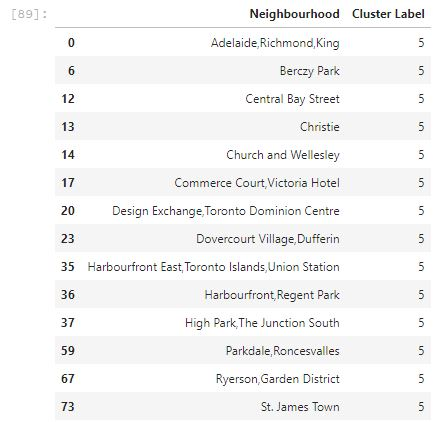 [89]:
Neighbourhood Cluster Label
0 Adelaide,Richmond,King 5
6 Berczy Park 5
12 Central Bay Street 5
13 Christie 5
14 Church and Wellesley 5
17 Commerce Court,Victoria Hotel 5
20 Design Exchange,Toronto Dominion Centre 5
23 Dovercourt Village,Dufferin 5
35 Harbourfront East,Toronto Islands,Union Station 5
36 Harbourfront,Regent Park 5
37 High Park,The Junction South 5
59 Parkdale,Roncesvalles 5
67 Ryerson,Garden District 5
73 St. James Town 5